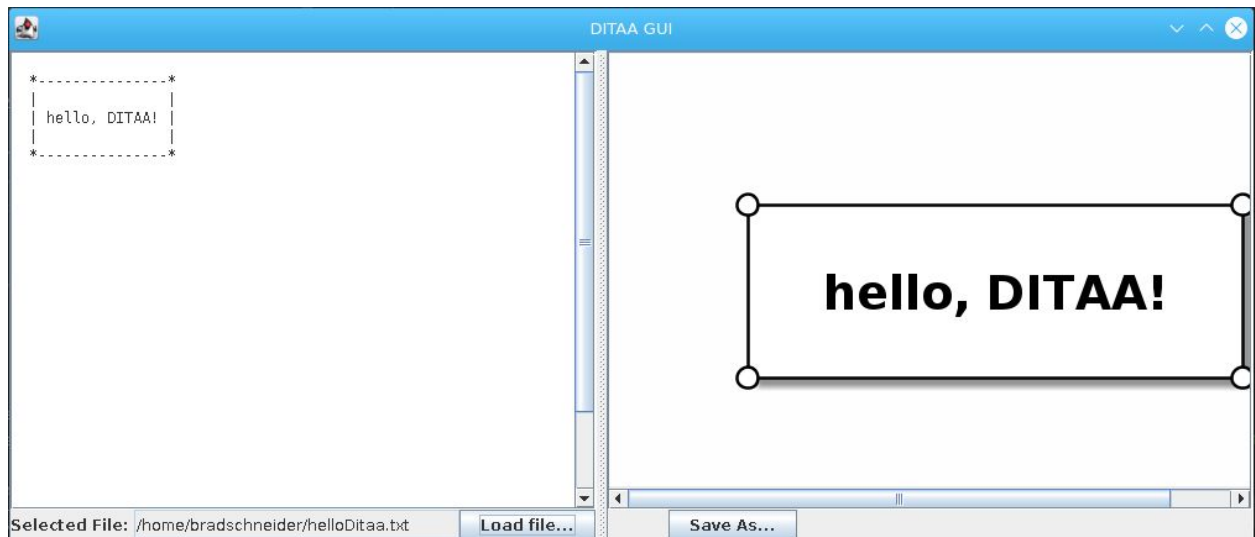 DITAA GUI
*---------------*
|               |
| hello, DITAA! |
|               |
*---------------*
hello, DITAA!
Selected File: /home/bradschneider/helloDitaa.txt Load file... Save As...